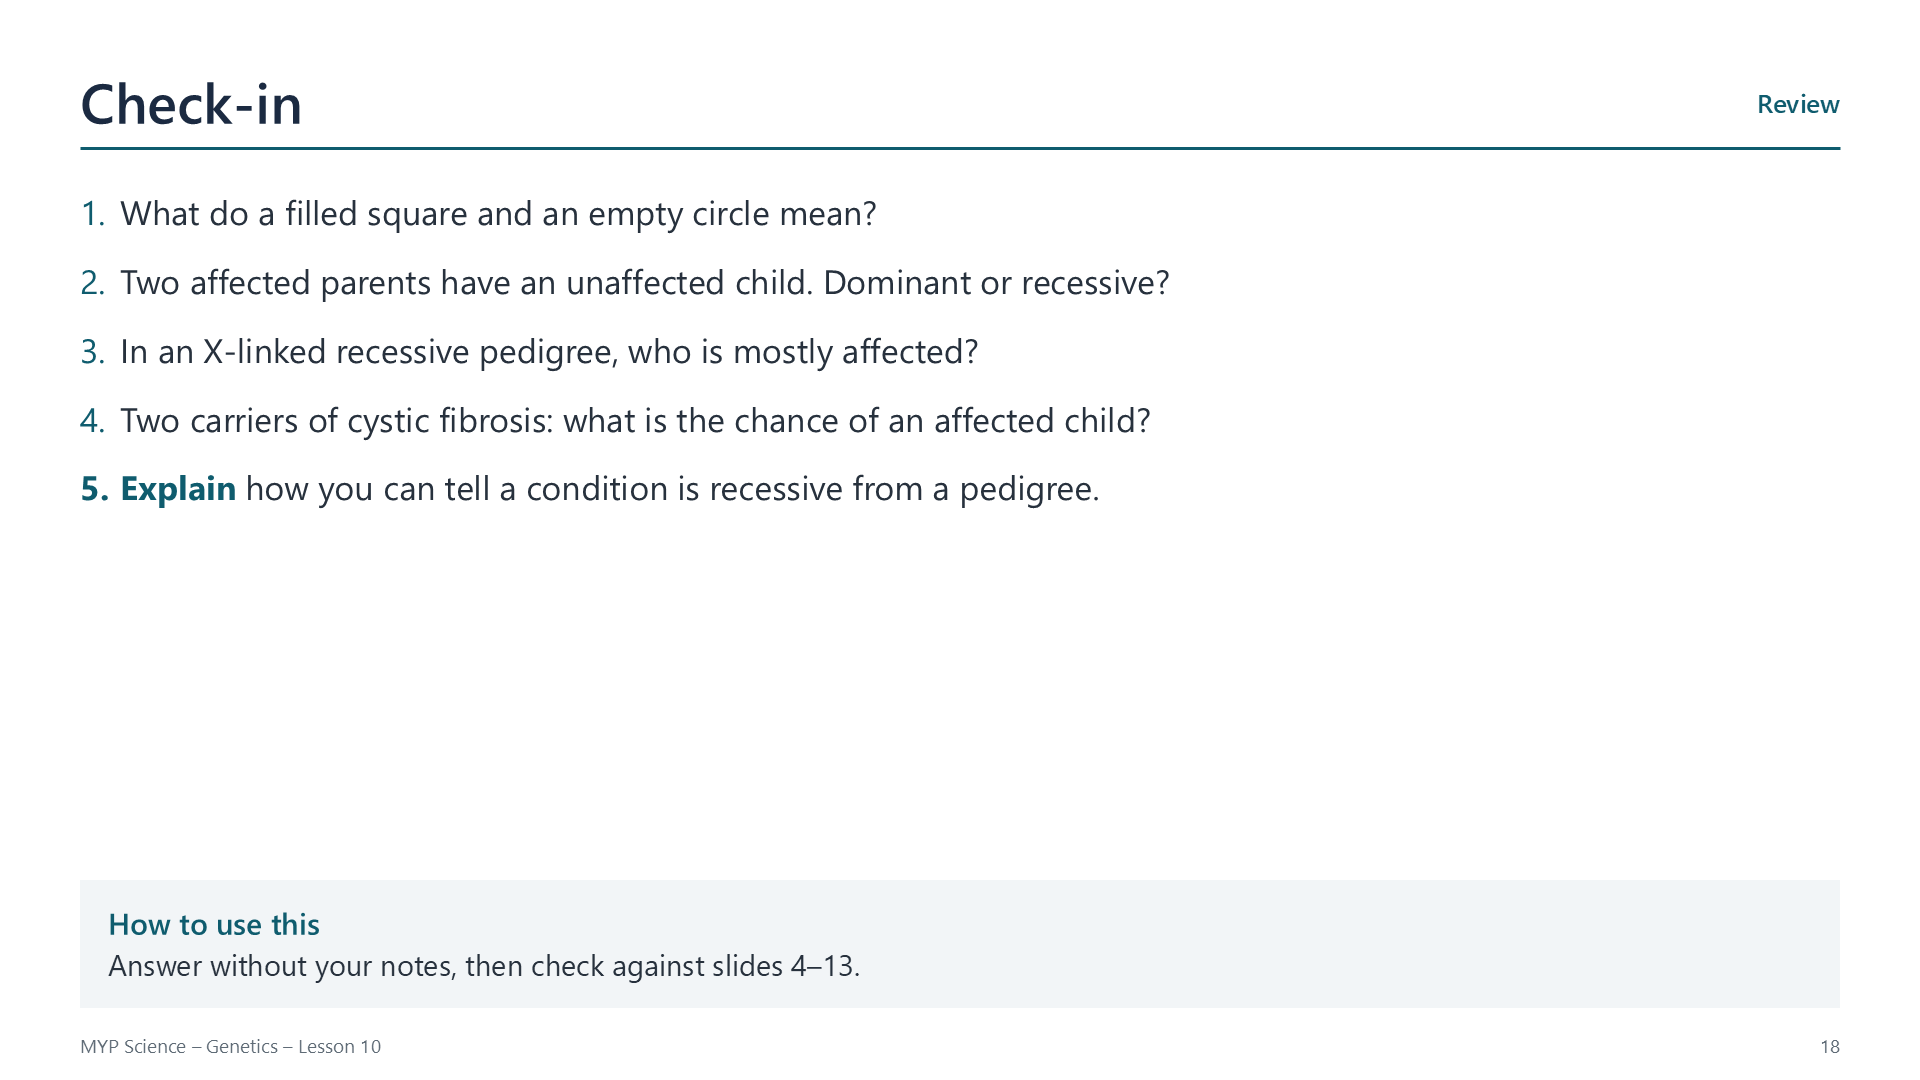 Check-in
Review
1. What do a filled square and an empty circle mean?
2. Two affected parents have an unaffected child. Dominant or recessive?
3. In an X-linked recessive pedigree, who is mostly affected?
4. Two carriers of cystic fibrosis: what is the chance of an affected child?
5. Explain how you can tell a condition is recessive from a pedigree.
How to use this
Answer without your notes, then check against slides 4–13.
MYP Science – Genetics – Lesson 10
18